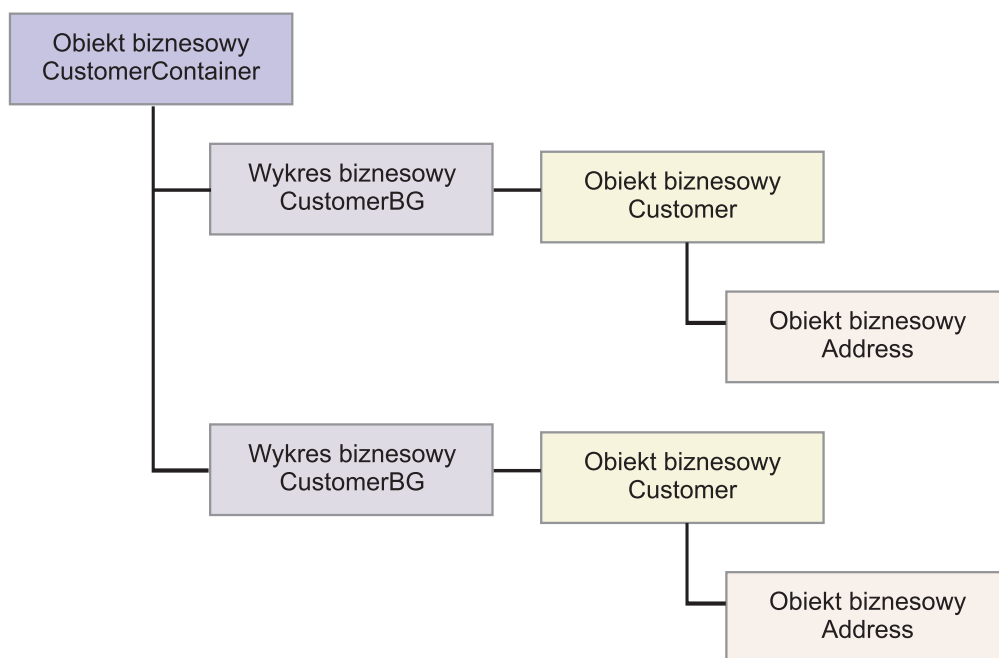 Obiekt biznesowy
CustomerContainer
Wykres biznesowy
CustomerBG
Obiekt biznesowy
Customer
Obiekt biznesowy
Address
Wykres biznesowy
CustomerBG
Obiekt biznesowy
Customer
Obiekt biznesowy
Address